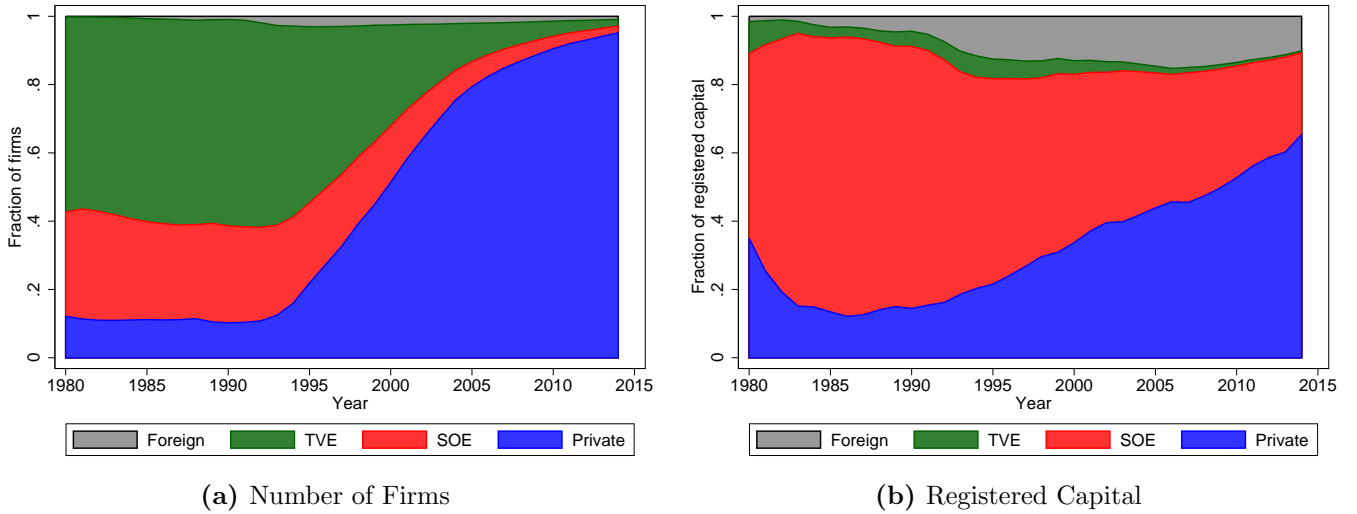 Fraction of firms
0 .2 .4 .6 .8 1
1980 1985 1990 1995 2000 2005 2010 2015
Year
Foreign TVE SOE Private
(a) Number of Firms
Fraction of registered capital
0 .2 .4 .6 .8 1
1980 1985 1990 1995 2000 2005 2010 2015
Year
Foreign TVE SOE Private
(b) Registered Capital